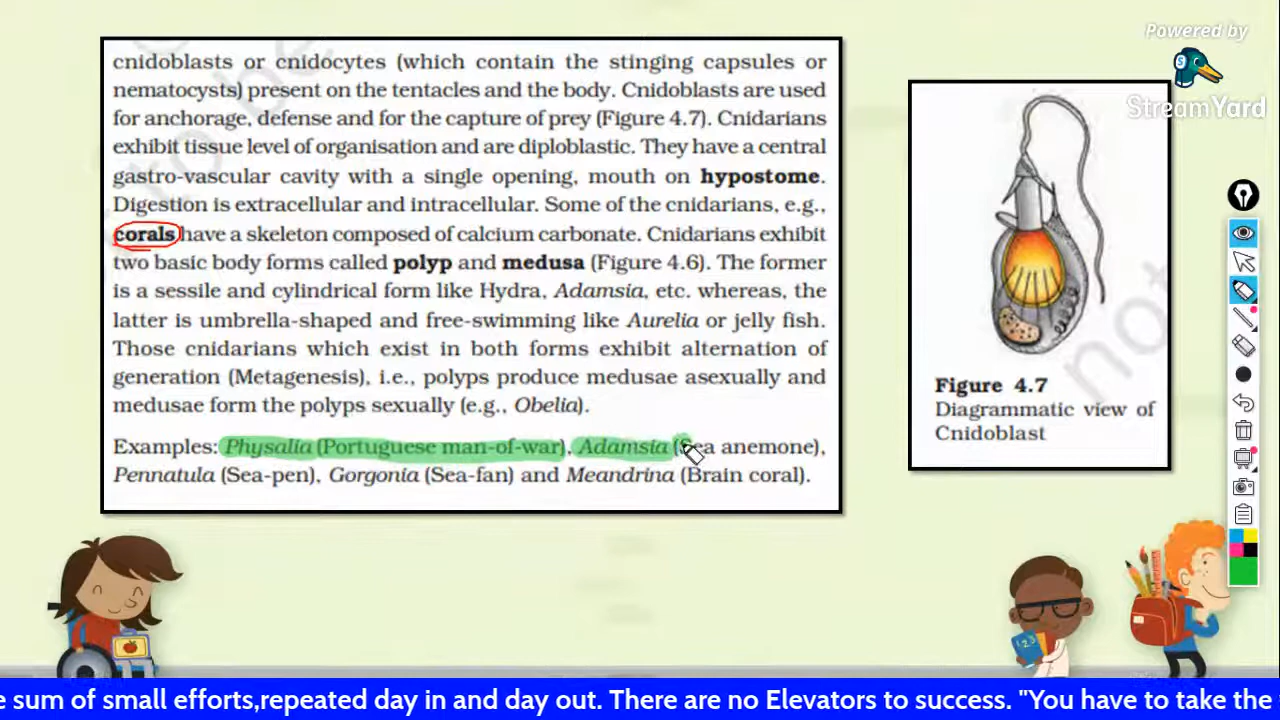 Powered by
StreamYard
cnidoblasts or cnidocytes (which contain the stinging capsules or
nematocysts) present on the tentacles and the body. Cnidoblasts are used
for anchorage, defense and for the capture of prey (Figure 4.7). Cnidarians
exhibit tissue level of organisation and are diploblastic. They have a central
gastro-vascular cavity with a single opening, mouth on hypostome.
Digestion is extracellular and intracellular. Some of the cnidarians, e.g.,
corals have a skeleton composed of calcium carbonate. Cnidarians exhibit
two basic body forms called polyp and medusa (Figure 4.6). The former
is a sessile and cylindrical form like Hydra, Adamsia, etc. whereas, the
latter is umbrella-shaped and free-swimming like Aurelia or jelly fish.
Those cnidarians which exist in both forms exhibit alternation of
generation (Metagenesis), i.e., polyps produce medusae asexually and
medusae form the polyps sexually (e.g., Obelia).
Examples: Physalia (Portuguese man-of-war), Adamsia (Sea anemone),
Pennatula (Sea-pen), Gorgonia (Sea-fan) and Meandrina (Brain coral).
not
Figure 4.7
Diagrammatic view of
Cnidoblast
1 2 3
e sum of small efforts,repeated day in and day out. There are no Elevators to success. "You have to take the